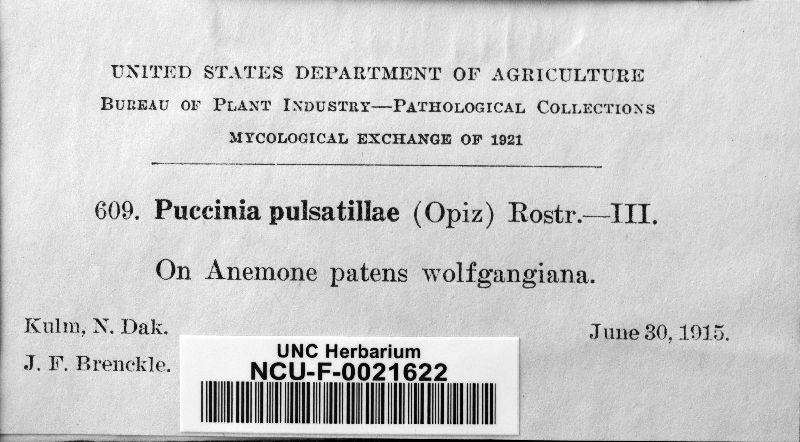 UNITED STATES DEPARTMENT OF AGRICULTURE
BUREAU OF PLANT INDUSTRY—PATHOLOGICAL COLLECTIONS
MYCOLOGICAL EXCHANGE OF 1921
609. Puccinia pulsatillae (Opiz) Rostr.—III.
On Anemone patens wolfgangiana.
Kulm, N. Dak. June 30, 1915.
J. F. Brenckle.
UNC Herbarium
NCU-F-0021622